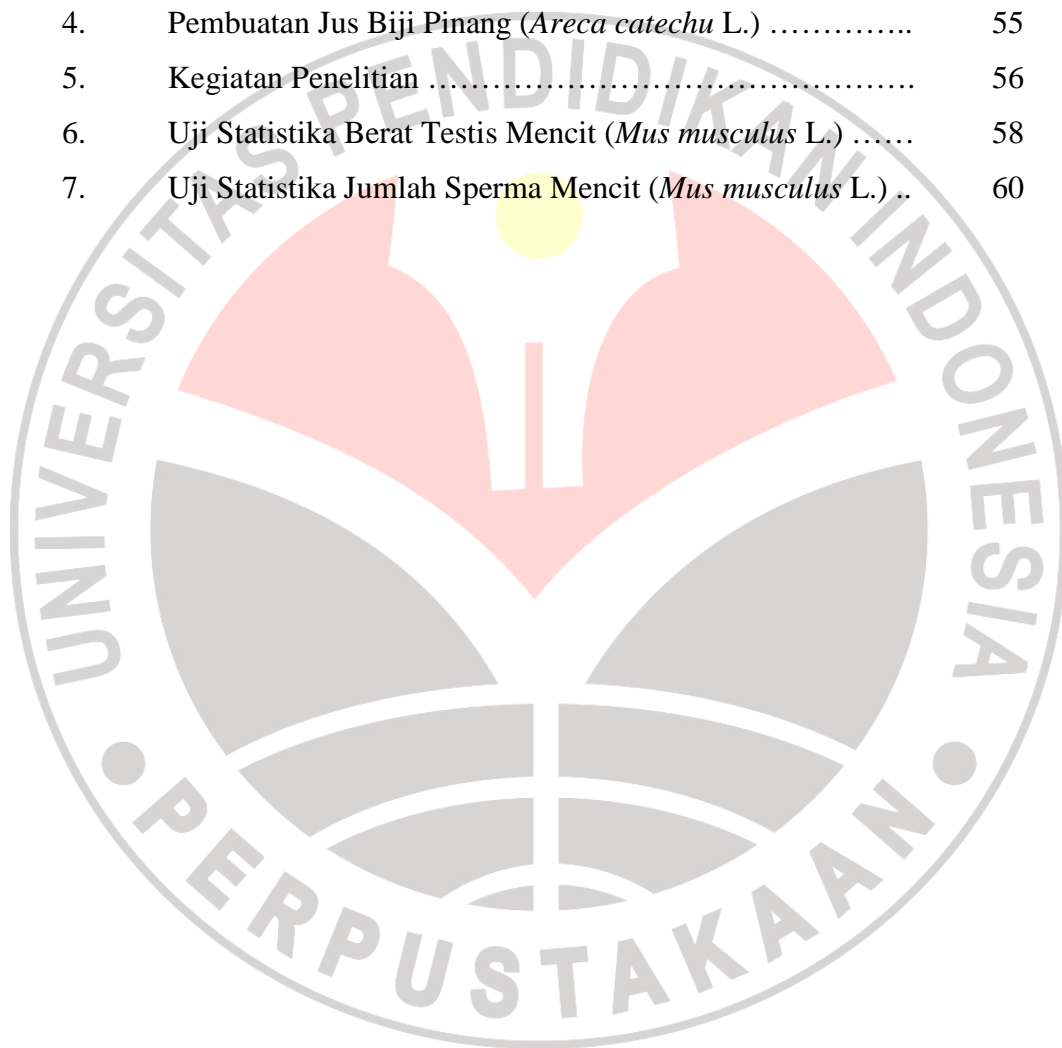 4. Pembuatan Jus Biji Pinang (Areca catechu L.) ………….. 55
5. Kegiatan Penelitian ………………………………………. 56
6. Uji Statistika Berat Testis Mencit (Mus musculus L.) …… 58
7. Uji Statistika Jumlah Sperma Mencit (Mus musculus L.) .. 60
UNIVERSITAS PENDIDIKAN INDONESIA
PERPUSTAKAAN